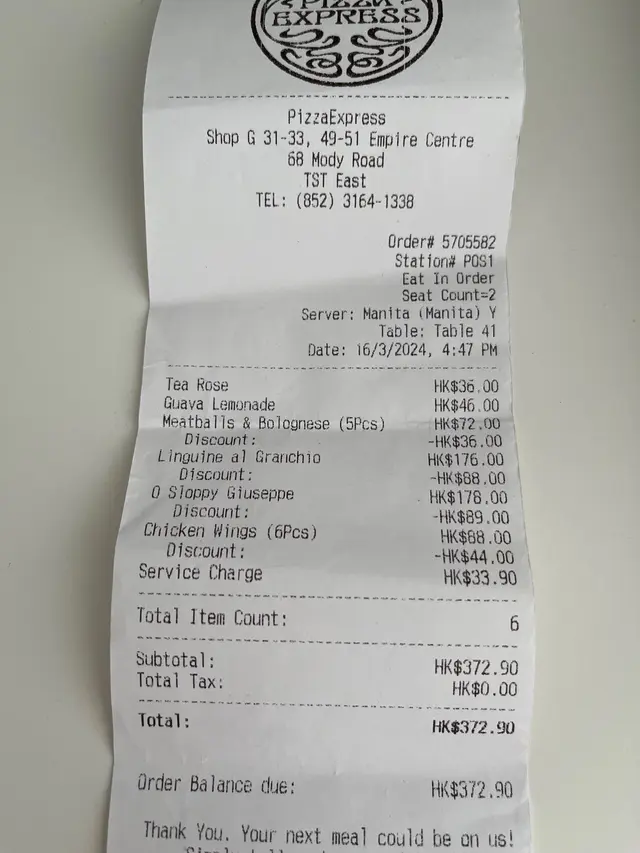 PIZZA
EXPRESS
PizzaExpress
Shop G 31-33, 49-51 Empire Centre
68 Mody Road
TST East
TEL: (852) 3164-1338
Order# 5705582
Station# POS1
Eat In Order
Seat Count=2
Server: Manita (Manita) Y
Table: Table 41
Date: 16/3/2024, 4:47 PM
Tea Rose HK$36.00
Guava Lemonade HK$46.00
Meatballs & Bolognese (5Pcs) HK$72.00
Discount: -HK$36.00
Linguine al Granchio HK$176.00
Discount: -HK$88.00
O Sloppy Giuseppe HK$178.00
Discount: -HK$89.00
Chicken Wings (6Pcs) HK$88.00
Discount: -HK$44.00
Service Charge HK$33.90
Total Item Count: 6
Subtotal: HK$372.90
Total Tax: HK$0.00
Total: HK$372.90
Order Balance due: HK$372.90
Thank You. Your next meal could be on us!